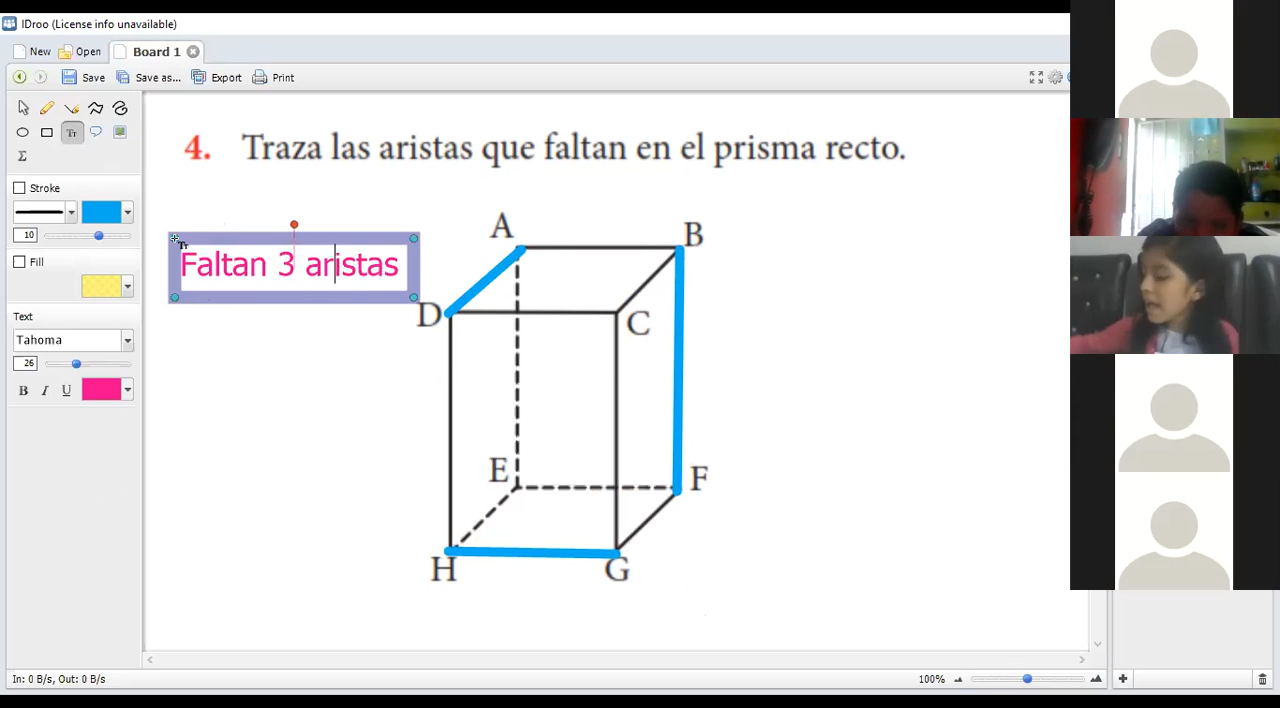 IDroo (License info unavailable)
New Open Board 1
Save Save as... Export Print
4. Traza las aristas que faltan en el prisma recto.
Stroke
10
Fill
Text
Tahoma
26
B I U
Faltan 3 aristas
A
B
D
C
E
F
H
G
In: 0 B/s, Out: 0 B/s
100%